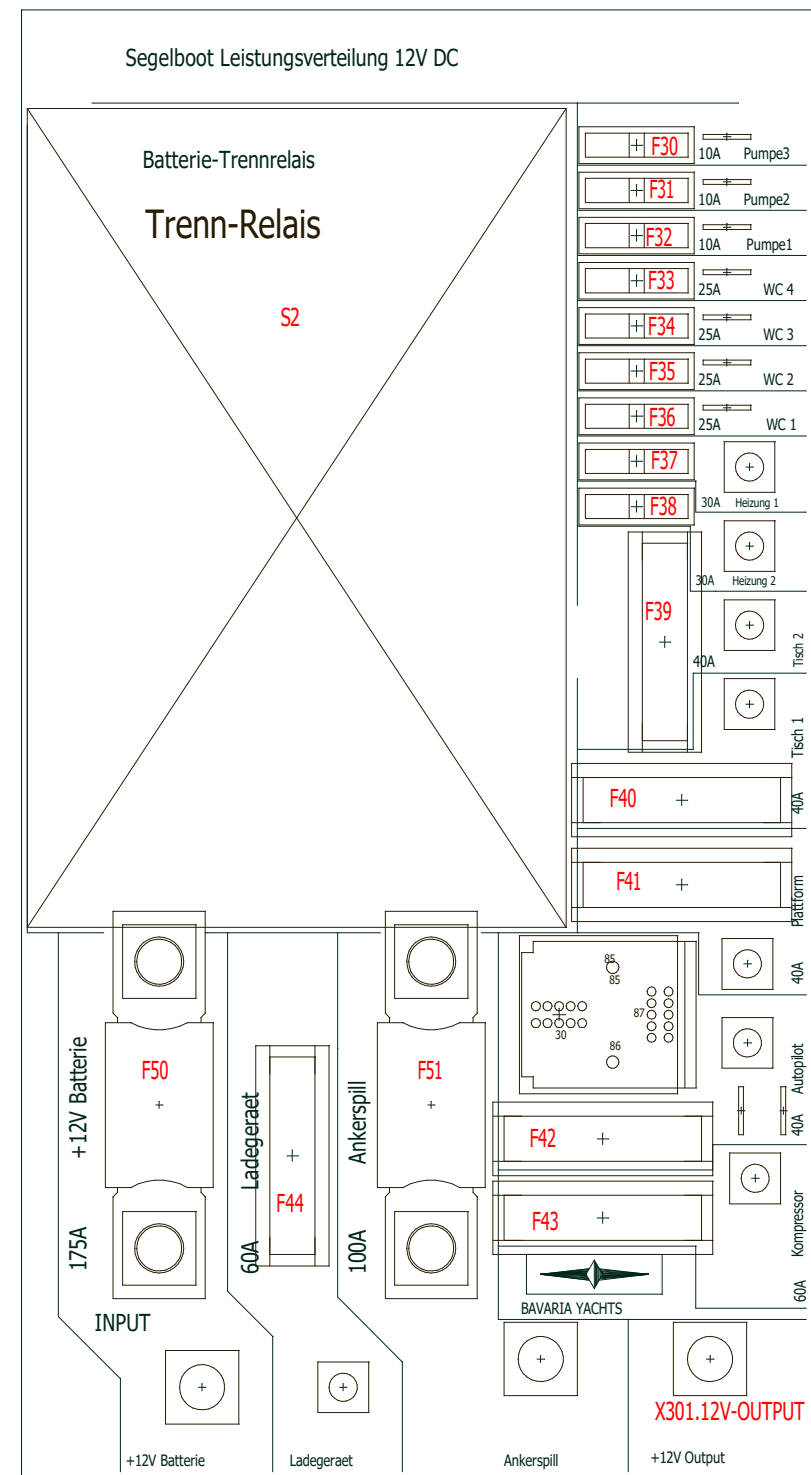 Segelboot Leistungsverteilung 12V DC
Batterie-Trennrelais
Trenn-Relais
S2
F30
10A Pumpe3
F31
10A Pumpe2
F32
10A Pumpe1
F33
25A WC 4
F34
25A WC 3
F35
25A WC 2
F36
25A WC 1
F37
30A Heizung 1
F38
30A Heizung 2
F39
40A Tisch 2
Tisch 1
40A
F40
F41
Plattform
40A
85
85
87
30
86
Autopilot
40A
F42
F43
Kompressor
60A
BAVARIA YACHTS
+12V Batterie
F50
175A
INPUT
Ladegeraet
F44
60A
Ankerspill
F51
100A
X301.12V-OUTPUT
+12V Batterie
Ladegeraet
Ankerspill
+12V Output